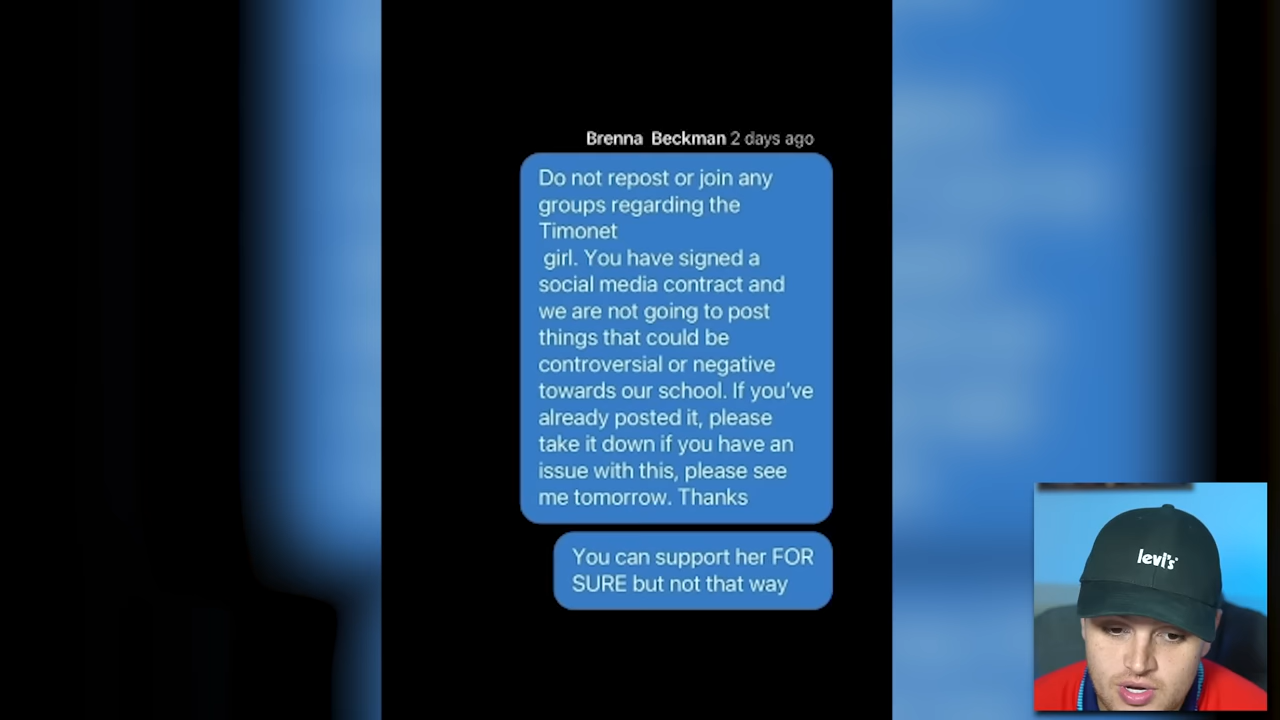 Brenna Beckman 2 days ago
Do not repost or join any
groups regarding the
Timonet
girl. You have signed a
social media contract and
we are not going to post
things that could be
controversial or negative
towards our school. If you've
already posted it, please
take it down if you have an
issue with this, please see
me tomorrow. Thanks
You can support her FOR
SURE but not that way
levi's